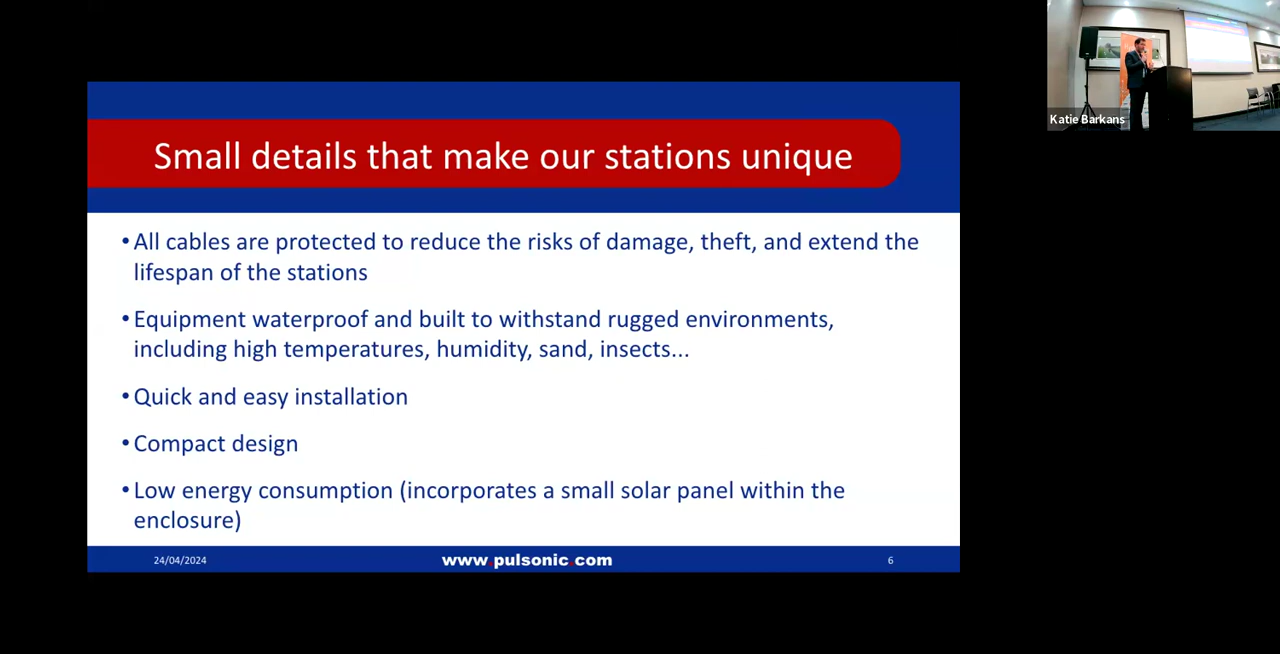 Small details that make our stations unique
•All cables are protected to reduce the risks of damage, theft, and extend the
lifespan of the stations
•Equipment waterproof and built to withstand rugged environments,
including high temperatures, humidity, sand, insects...
•Quick and easy installation
•Compact design
•Low energy consumption (incorporates a small solar panel within the
enclosure)
24/04/2024
www.pulsonic.com
6
Katie Barkans